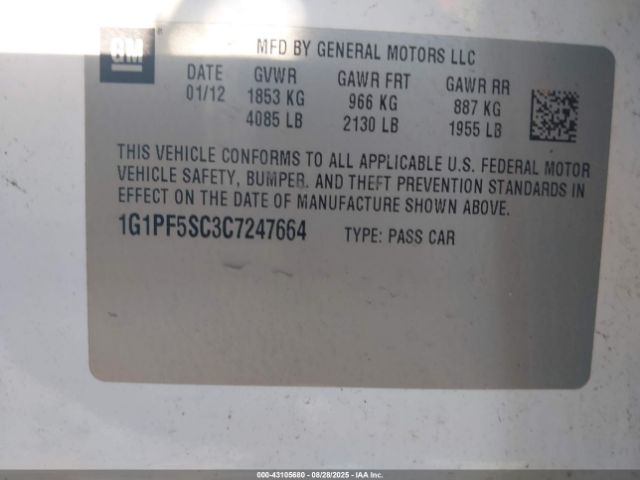 GM
MFD BY GENERAL MOTORS LLC
DATE GVWR GAWR FRT GAWR RR
01/12 1853 KG 966 KG 887 KG
4085 LB 2130 LB 1955 LB
THIS VEHICLE CONFORMS TO ALL APPLICABLE U.S. FEDERAL MOTOR
VEHICLE SAFETY, BUMPER, AND THEFT PREVENTION STANDARDS IN
EFFECT ON THE DATE OF MANUFACTURE SHOWN ABOVE.
1G1PF5SC3C7247664 TYPE: PASS CAR
000-43105680 - 08/28/2025 - IAAI.com